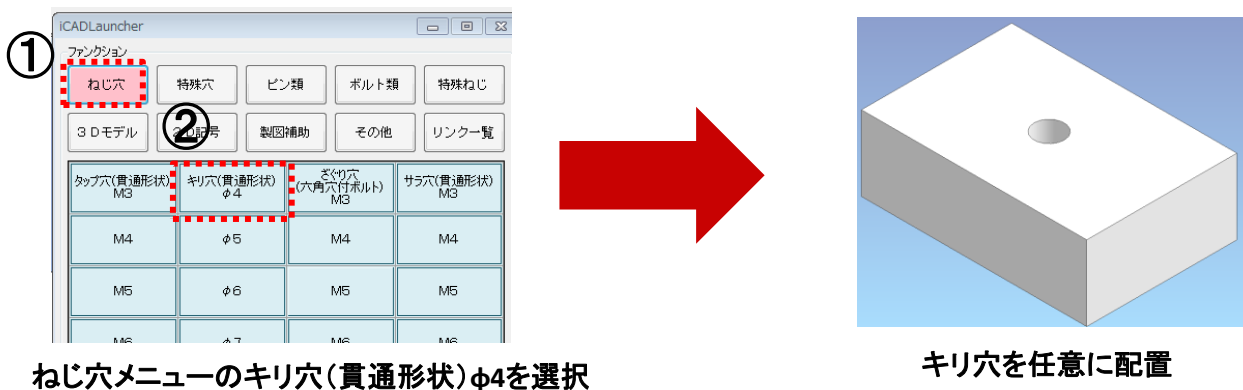 iCADLauncher
①
ファンクション
ねじ穴 特殊穴 ピン類 ボルト類 特殊ねじ
②
3Dモデル 記号 製図補助 その他 リンク一覧
タップ穴(貫通形状) M3 キリ穴(貫通形状) φ4 ざぐり穴 (六角穴付ボルト) M3 サラ穴(貫通形状) M3
M4 φ5 M4 M4
M5 φ6 M5 M5
M6 φ7 M6 M6
ねじ穴メニューのキリ穴(貫通形状)φ4を選択
キリ穴を任意に配置